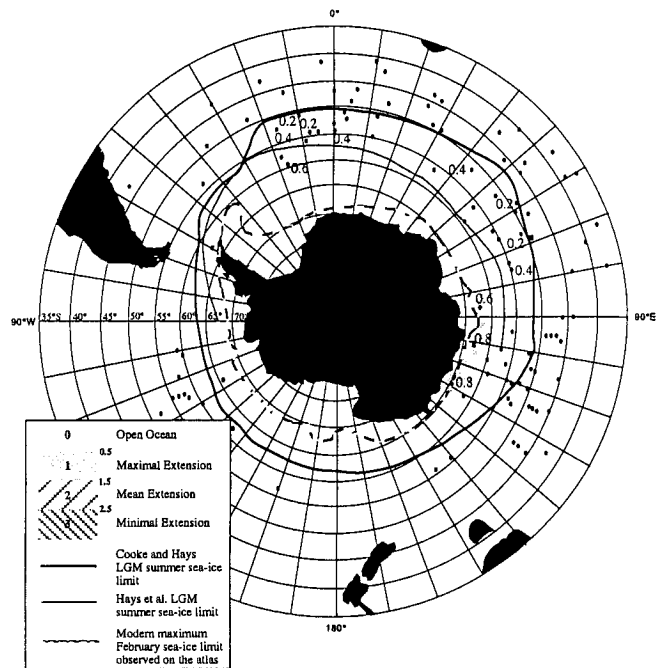 0°
0.2
0.2
0.4
0.4
0.6
0.4
0.2
0.2
0.4
0.6
0.8
0.8
90°W 35°S 40° 45° 50° 55° 60° 65° 70°
90°E
180°
0 Open Ocean
0.5
1 Maximal Extension
1.5
2 Mean Extension
2.5
3 Minimal Extension
Cooke and Hays
LGM summer sea-ice
limit
Hays et al. LGM
summer sea-ice limit
Modern maximum
February sea-ice limit
observed on the atlas